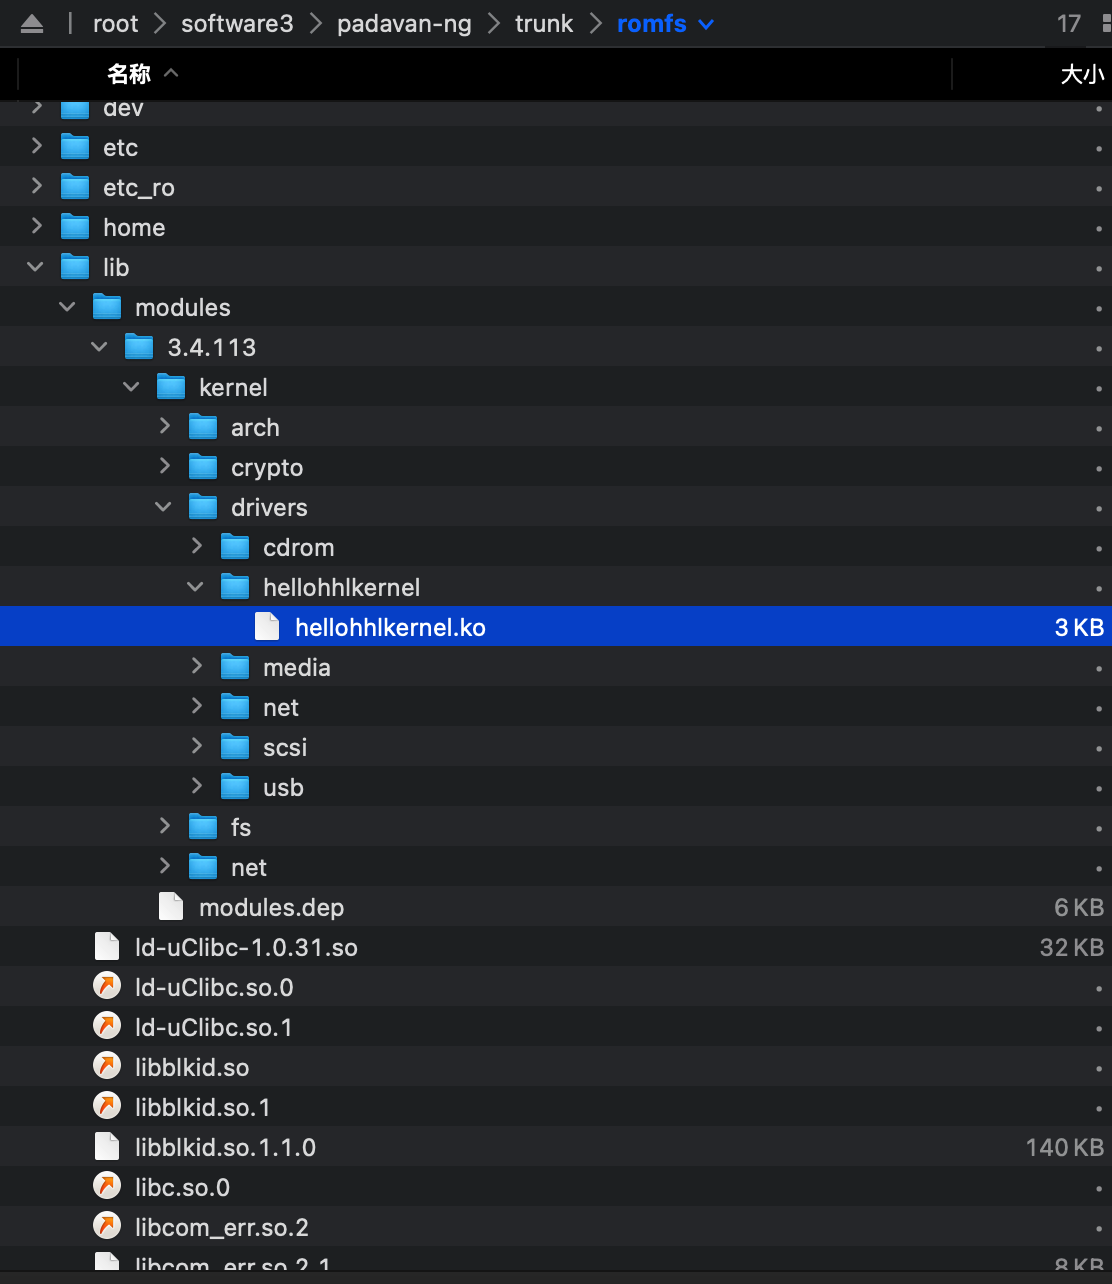 root > software3 > padavan-ng > trunk > romfs 17
名称 大小
dev
etc
etc_ro
home
lib
modules
3.4.113
kernel
arch
crypto
drivers
cdrom
hellohhlkernel
hellohhlkernel.ko 3 KB
media
net
scsi
usb
fs
net
modules.dep 6 KB
ld-uClibc-1.0.31.so 32 KB
ld-uClibc.so.0
ld-uClibc.so.1
libblkid.so
libblkid.so.1
libblkid.so.1.1.0 140 KB
libc.so.0
libcom_err.so.2
libcom_err.so.2.1 8 KB